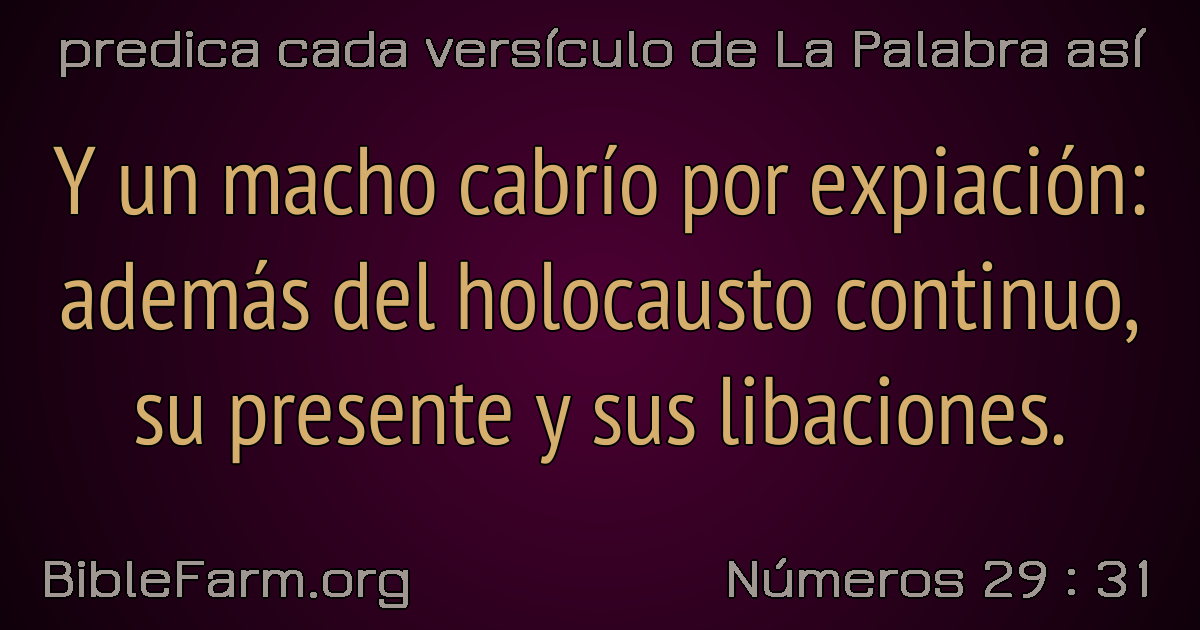 predica cada versículo de La Palabra así
Y un macho cabrío por expiación:
además del holocausto continuo,
su presente y sus libaciones.
BibleFarm.org
Números 29 : 31